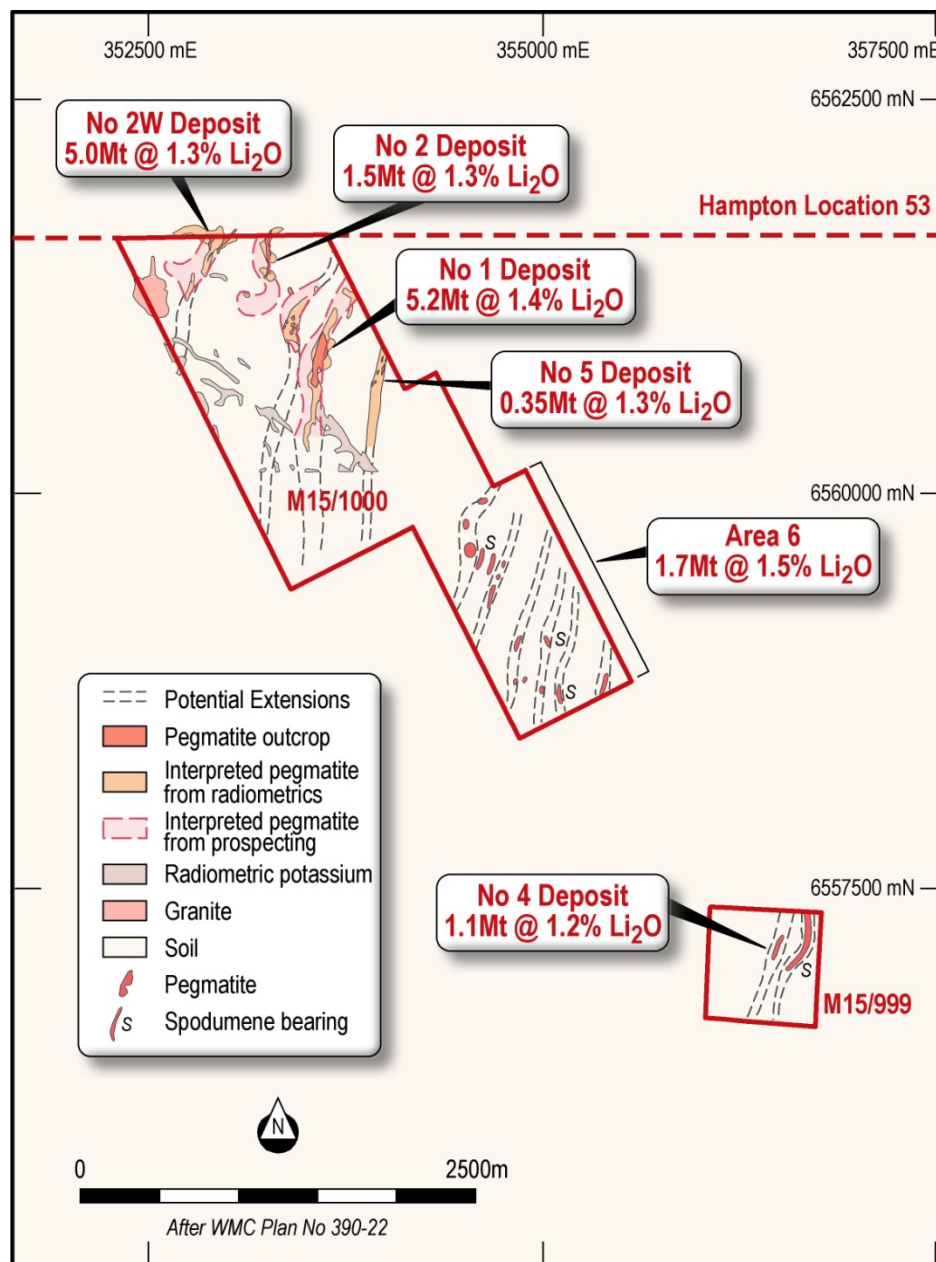 352500 mE
355000 mE
357500 mE
6562500 mN
No 2W Deposit
5.0Mt @ 1.3% Li₂O
No 2 Deposit
1.5Mt @ 1.3% Li₂O
Hampton Location 53
No 1 Deposit
5.2Mt @ 1.4% Li₂O
No 5 Deposit
0.35Mt @ 1.3% Li₂O
M15/1000
6560000 mN
Area 6
1.7Mt @ 1.5% Li₂O
S
S
S
Potential Extensions
Pegmatite outcrop
Interpreted pegmatite
from radiometrics
Interpreted pegmatite
from prospecting
Radiometric potassium
Granite
Soil
Pegmatite
S Spodumene bearing
6557500 mN
No 4 Deposit
1.1Mt @ 1.2% Li₂O
S
M15/999
N
0 2500m
After WMC Plan No 390-22